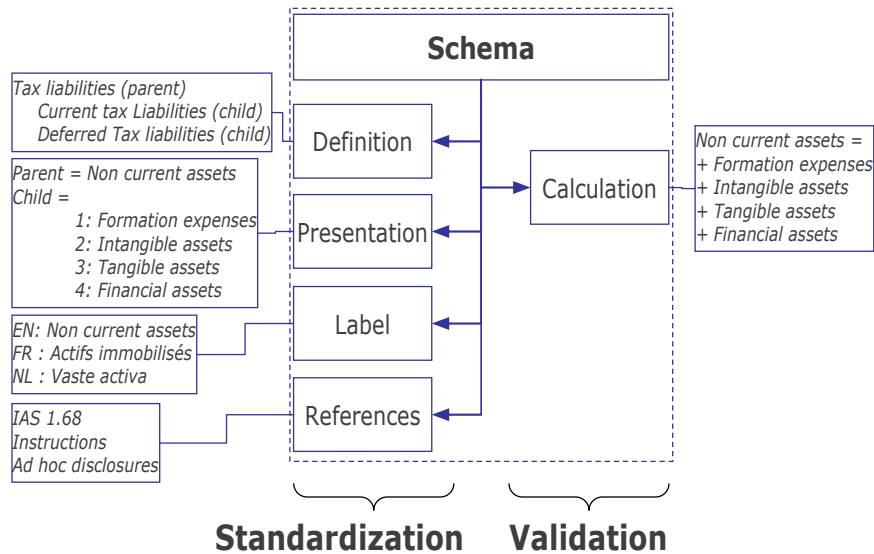 Schema
Tax liabilities (parent)
Current tax Liabilities (child)
Deferred Tax liabilities (child)
Definition
Parent = Non current assets
Child =
1: Formation expenses
2: Intangible assets
3: Tangible assets
4: Financial assets
Presentation
Calculation
Non current assets =
+ Formation expenses
+ Intangible assets
+ Tangible assets
+ Financial assets
EN: Non current assets
FR : Actifs immobilisés
NL : Vaste activa
Label
IAS 1.68
Instructions
Ad hoc disclosures
References
Standardization
Validation